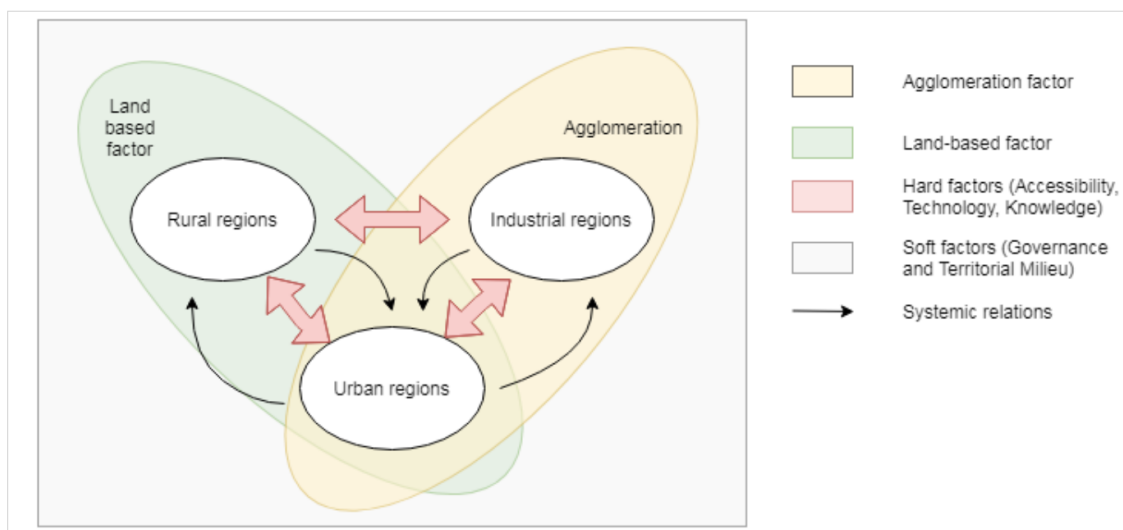 Land
based
factor
Agglomeration
Rural regions
Industrial regions
Urban regions
Agglomeration factor
Land-based factor
Hard factors (Accessibility,
Technology, Knowledge)
Soft factors (Governance
and Territorial Milieu)
Systemic relations